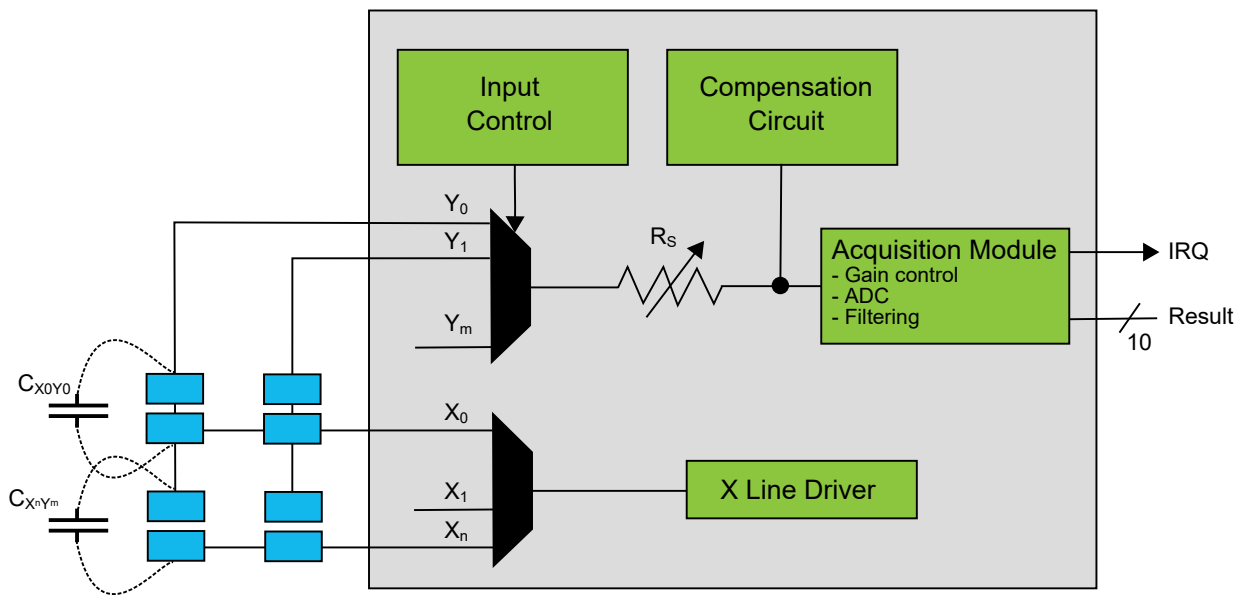 Input
Control
Compensation
Circuit
Y0
Y1
RS
Acquisition Module
- Gain control
- ADC
- Filtering
IRQ
Result
10
Ym
CX0Y0
X0
CXnYm
X1
Xn
X Line Driver